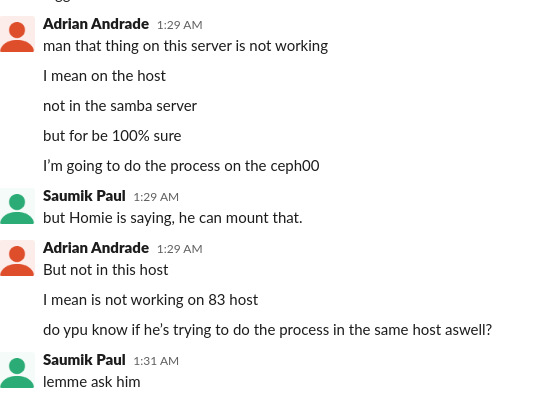 Adrian Andrade 1:29 AM
man that thing on this server is not working
I mean on the host
not in the samba server
but for be 100% sure
I'm going to do the process on the ceph00
Saumik Paul 1:29 AM
but Homie is saying, he can mount that.
Adrian Andrade 1:29 AM
But not in this host
I mean is not working on 83 host
do ypu know if he's trying to do the process in the same host aswell?
Saumik Paul 1:31 AM
lemme ask him